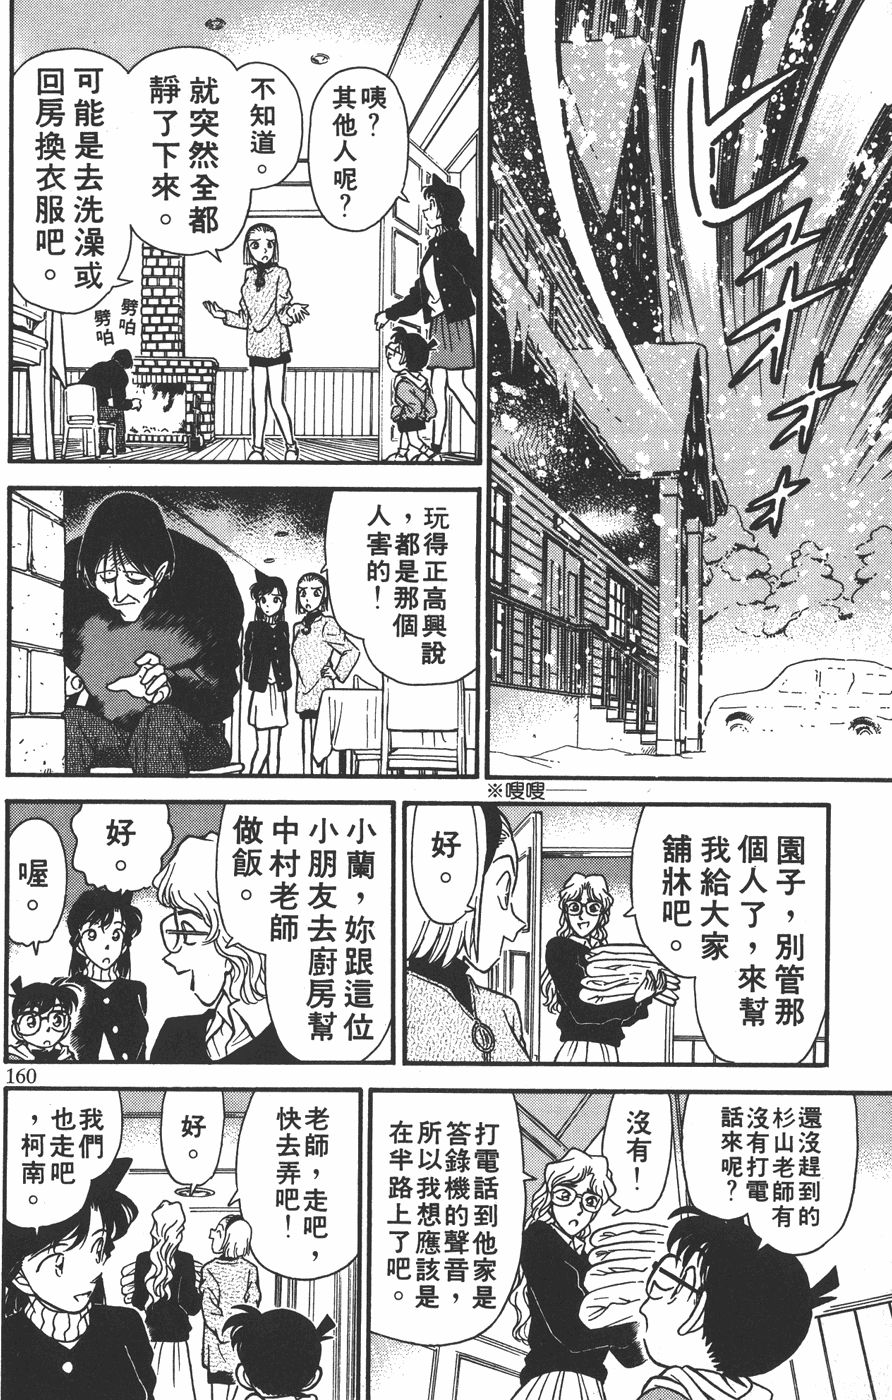 ヒュオオオ
※嗖嗖——
咦？
其他人呢？
不知道。
就突然全都
靜了下來。
可能是去洗澡或
回房換衣服吧。
劈啪
劈啪
玩得正高興說
，都是那個
人害的！
園子，別管那
個人了，來幫
我給大家
舖牀吧。
好。
小蘭，妳跟這位
小朋友去廚房幫
中村老師
做飯。
好。
喔。
160
還沒趕到的
杉山老師有
沒有打電
話來呢？
沒有！
打電話到他家是
答錄機的聲音，
所以我想應該是
在半路上了吧。
老師，走吧，
快去弄吧！
好。
我們
也走吧
，柯南。